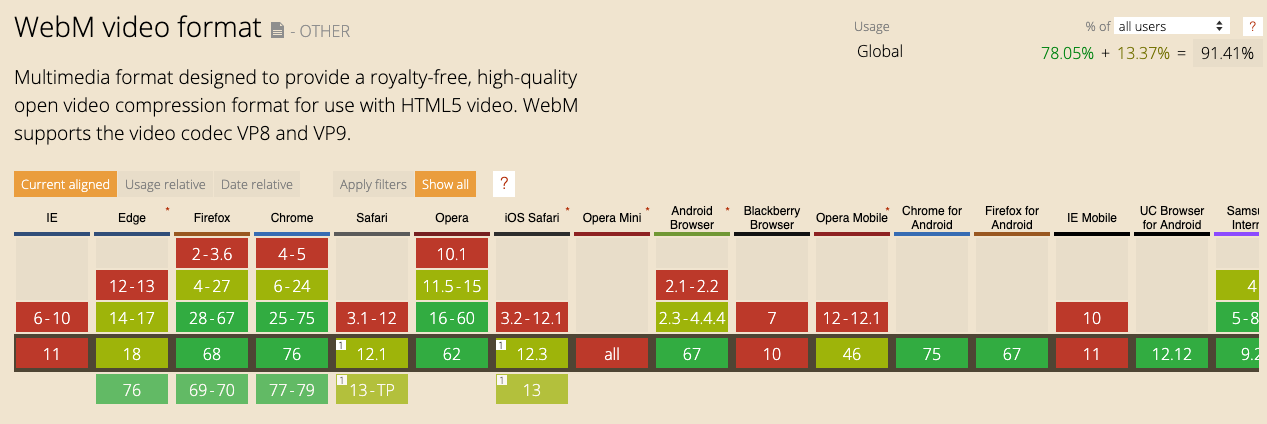 WebM video format - OTHER
Usage % of all users ?
Global 78.05% + 13.37% = 91.41%
Multimedia format designed to provide a royalty-free, high-quality
open video compression format for use with HTML5 video. WebM
supports the video codec VP8 and VP9.
Current aligned Usage relative Date relative Apply filters Show all ?
IE Edge * Firefox Chrome Safari Opera iOS Safari * Opera Mini * Android Browser * Blackberry Browser Opera Mobile * Chrome for Android Firefox for Android IE Mobile UC Browser for Android Samsu Intern
2-3.6 4-5 10.1
12-13 4-27 6-24 11.5-15 2.1-2.2 4
6-10 14-17 28-67 25-75 3.1-12 16-60 3.2-12.1 2.3-4.4.4 7 12-12.1 10 5-8
11 18 68 76 1 12.1 62 1 12.3 all 67 10 46 75 67 11 12.12 9.2
76 69-70 77-79 1 13-TP 1 13